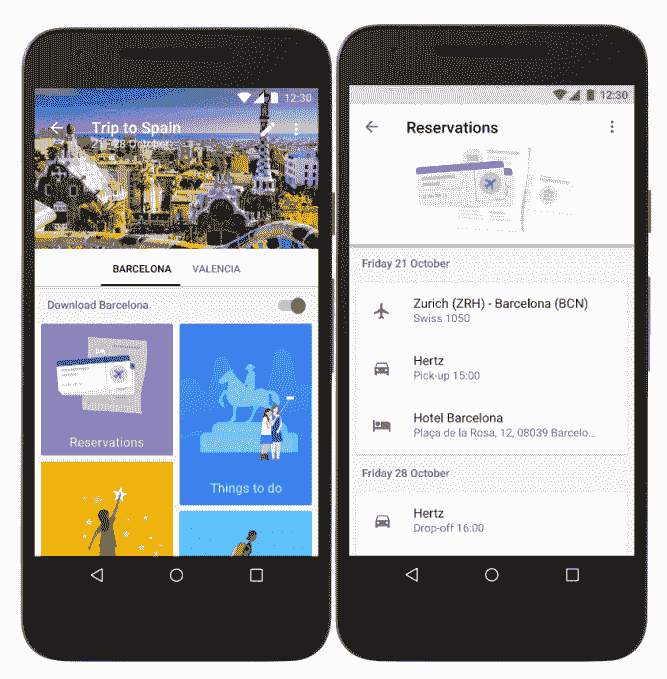 12:30
Trip to Spain
21-28 October
BARCELONA VALENCIA
Download Barcelona
Reservations
Things to do
12:30
Reservations
Friday 21 October
Zurich (ZRH) - Barcelona (BCN)
Swiss 1050
Hertz
Pick-up 15:00
Hotel Barcelona
Plaça de la Rosa, 12, 08039 Barcelo...
Friday 28 October
Hertz
Drop-off 16:00